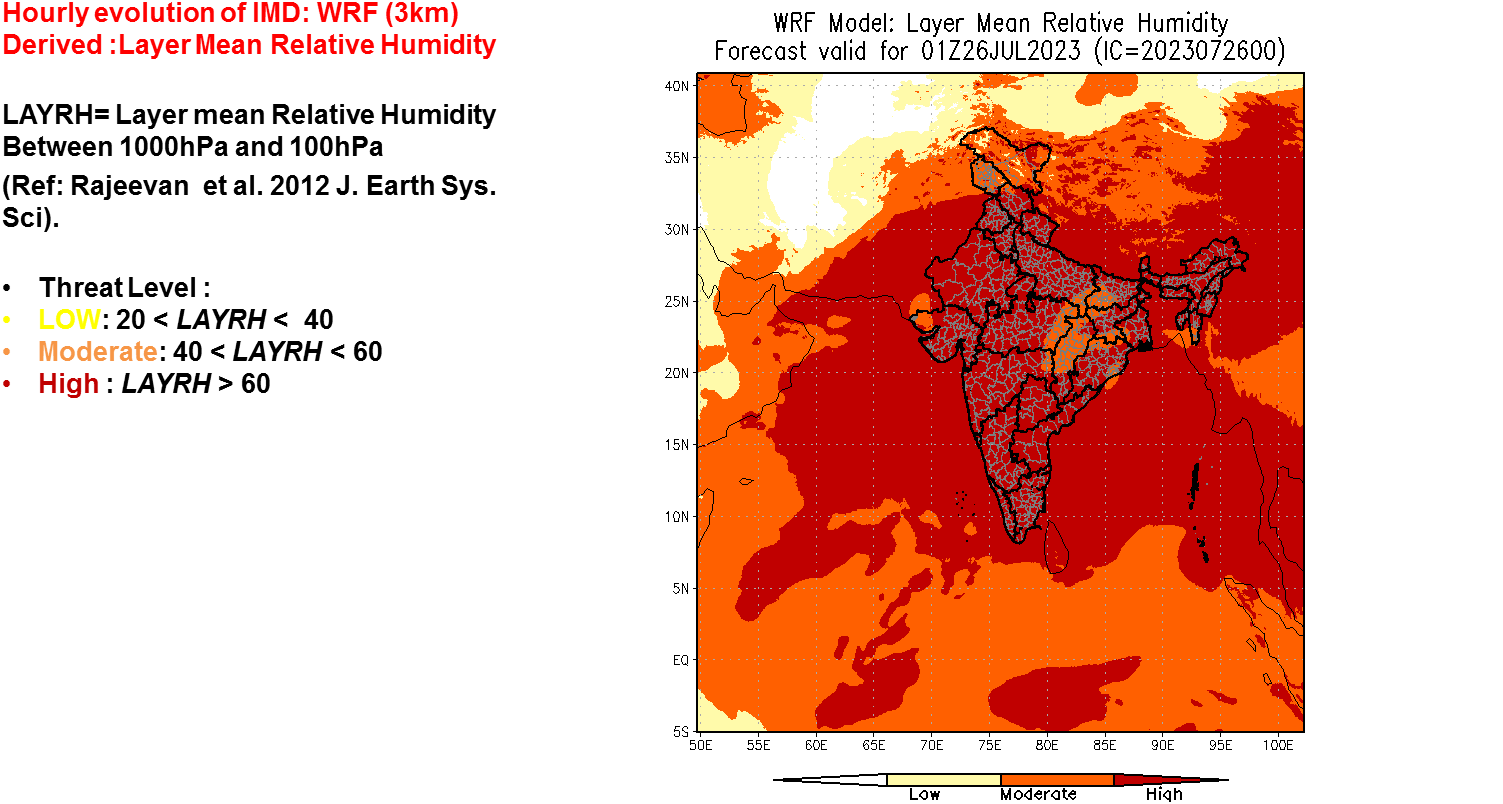 Hourly evolution of IMD: WRF (3km)
Derived :Layer Mean Relative Humidity
LAYRH= Layer mean Relative Humidity
Between 1000hPa and 100hPa
(Ref: Rajeevan et al. 2012 J. Earth Sys.
Sci).
• Threat Level :
• LOW: 20 < LAYRH < 40
• Moderate: 40 < LAYRH < 60
• High : LAYRH > 60
WRF Model: Layer Mean Relative Humidity
Forecast valid for 01Z26JUL2023 (IC=2023072600)
40N
35N
30N
25N
20N
15N
10N
5N
EQ
5S
50E 55E 60E 65E 70E 75E 80E 85E 90E 95E 100E
Low Moderate High